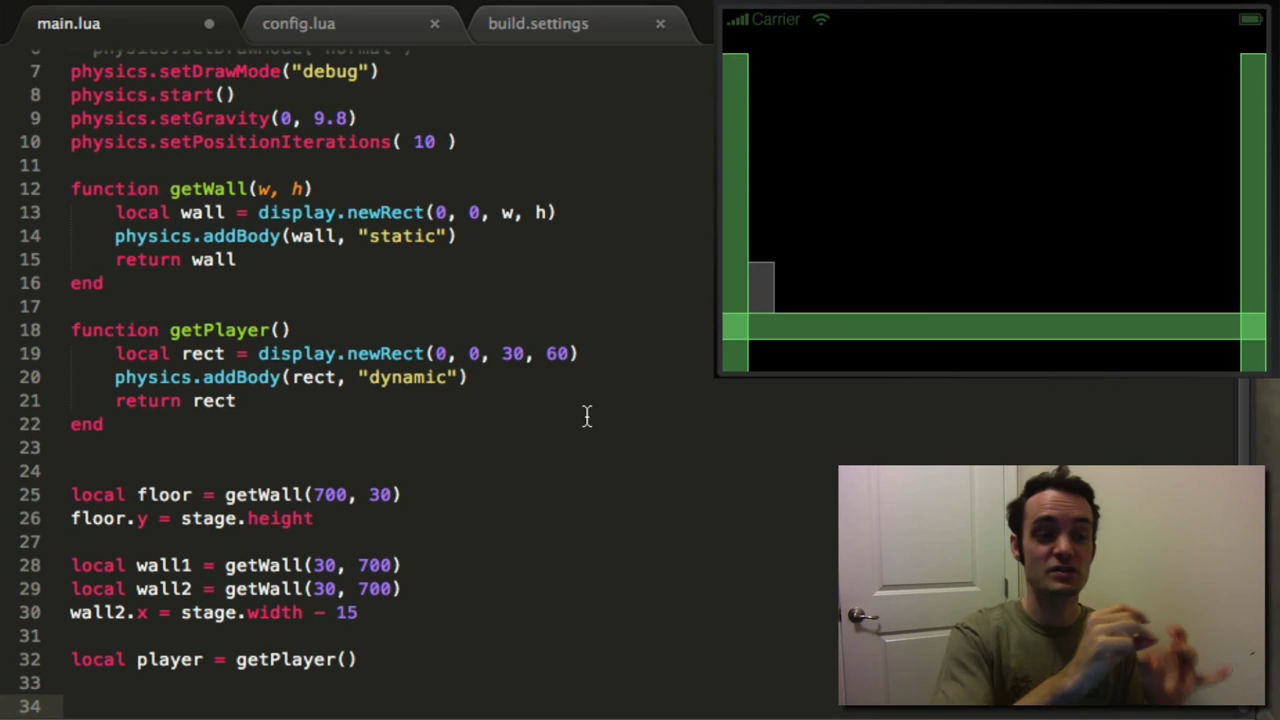 main.lua
config.lua ×
build.settings ×
Carrier
6 physics.setDrawMode("normal")
7 physics.setDrawMode("debug")
8 physics.start()
9 physics.setGravity(0, 9.8)
10 physics.setPositionIterations( 10 )
11
12 function getWall(w, h)
13 local wall = display.newRect(0, 0, w, h)
14 physics.addBody(wall, "static")
15 return wall
16 end
17
18 function getPlayer()
19 local rect = display.newRect(0, 0, 30, 60)
20 physics.addBody(rect, "dynamic")
21 return rect
22 end
23
24
25 local floor = getWall(700, 30)
26 floor.y = stage.height
27
28 local wall1 = getWall(30, 700)
29 local wall2 = getWall(30, 700)
30 wall2.x = stage.width - 15
31
32 local player = getPlayer()
33
34